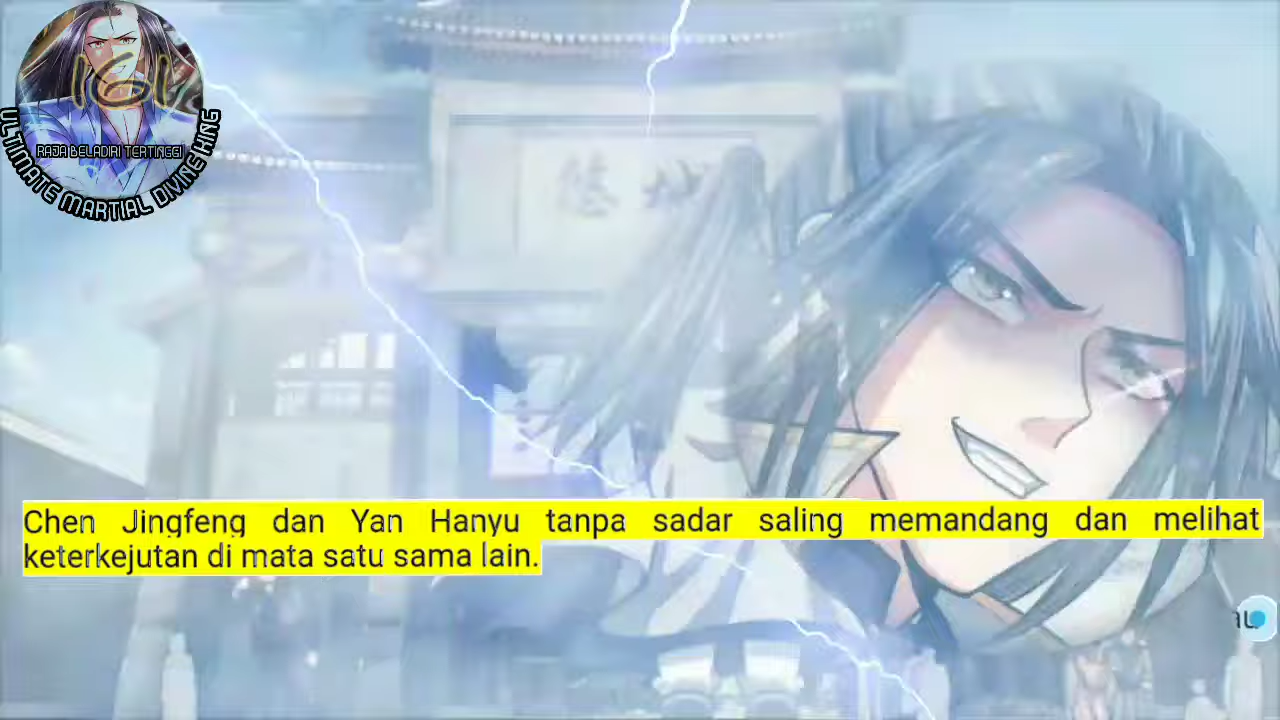 IGI
RAJA BELADIRI TERTINGGI
ULTIMATE MARTIAL DIVINE KING
Chen Jingfeng dan Yan Hanyu tanpa sadar saling memandang dan melihat
keterkejutan di mata satu sama lain.